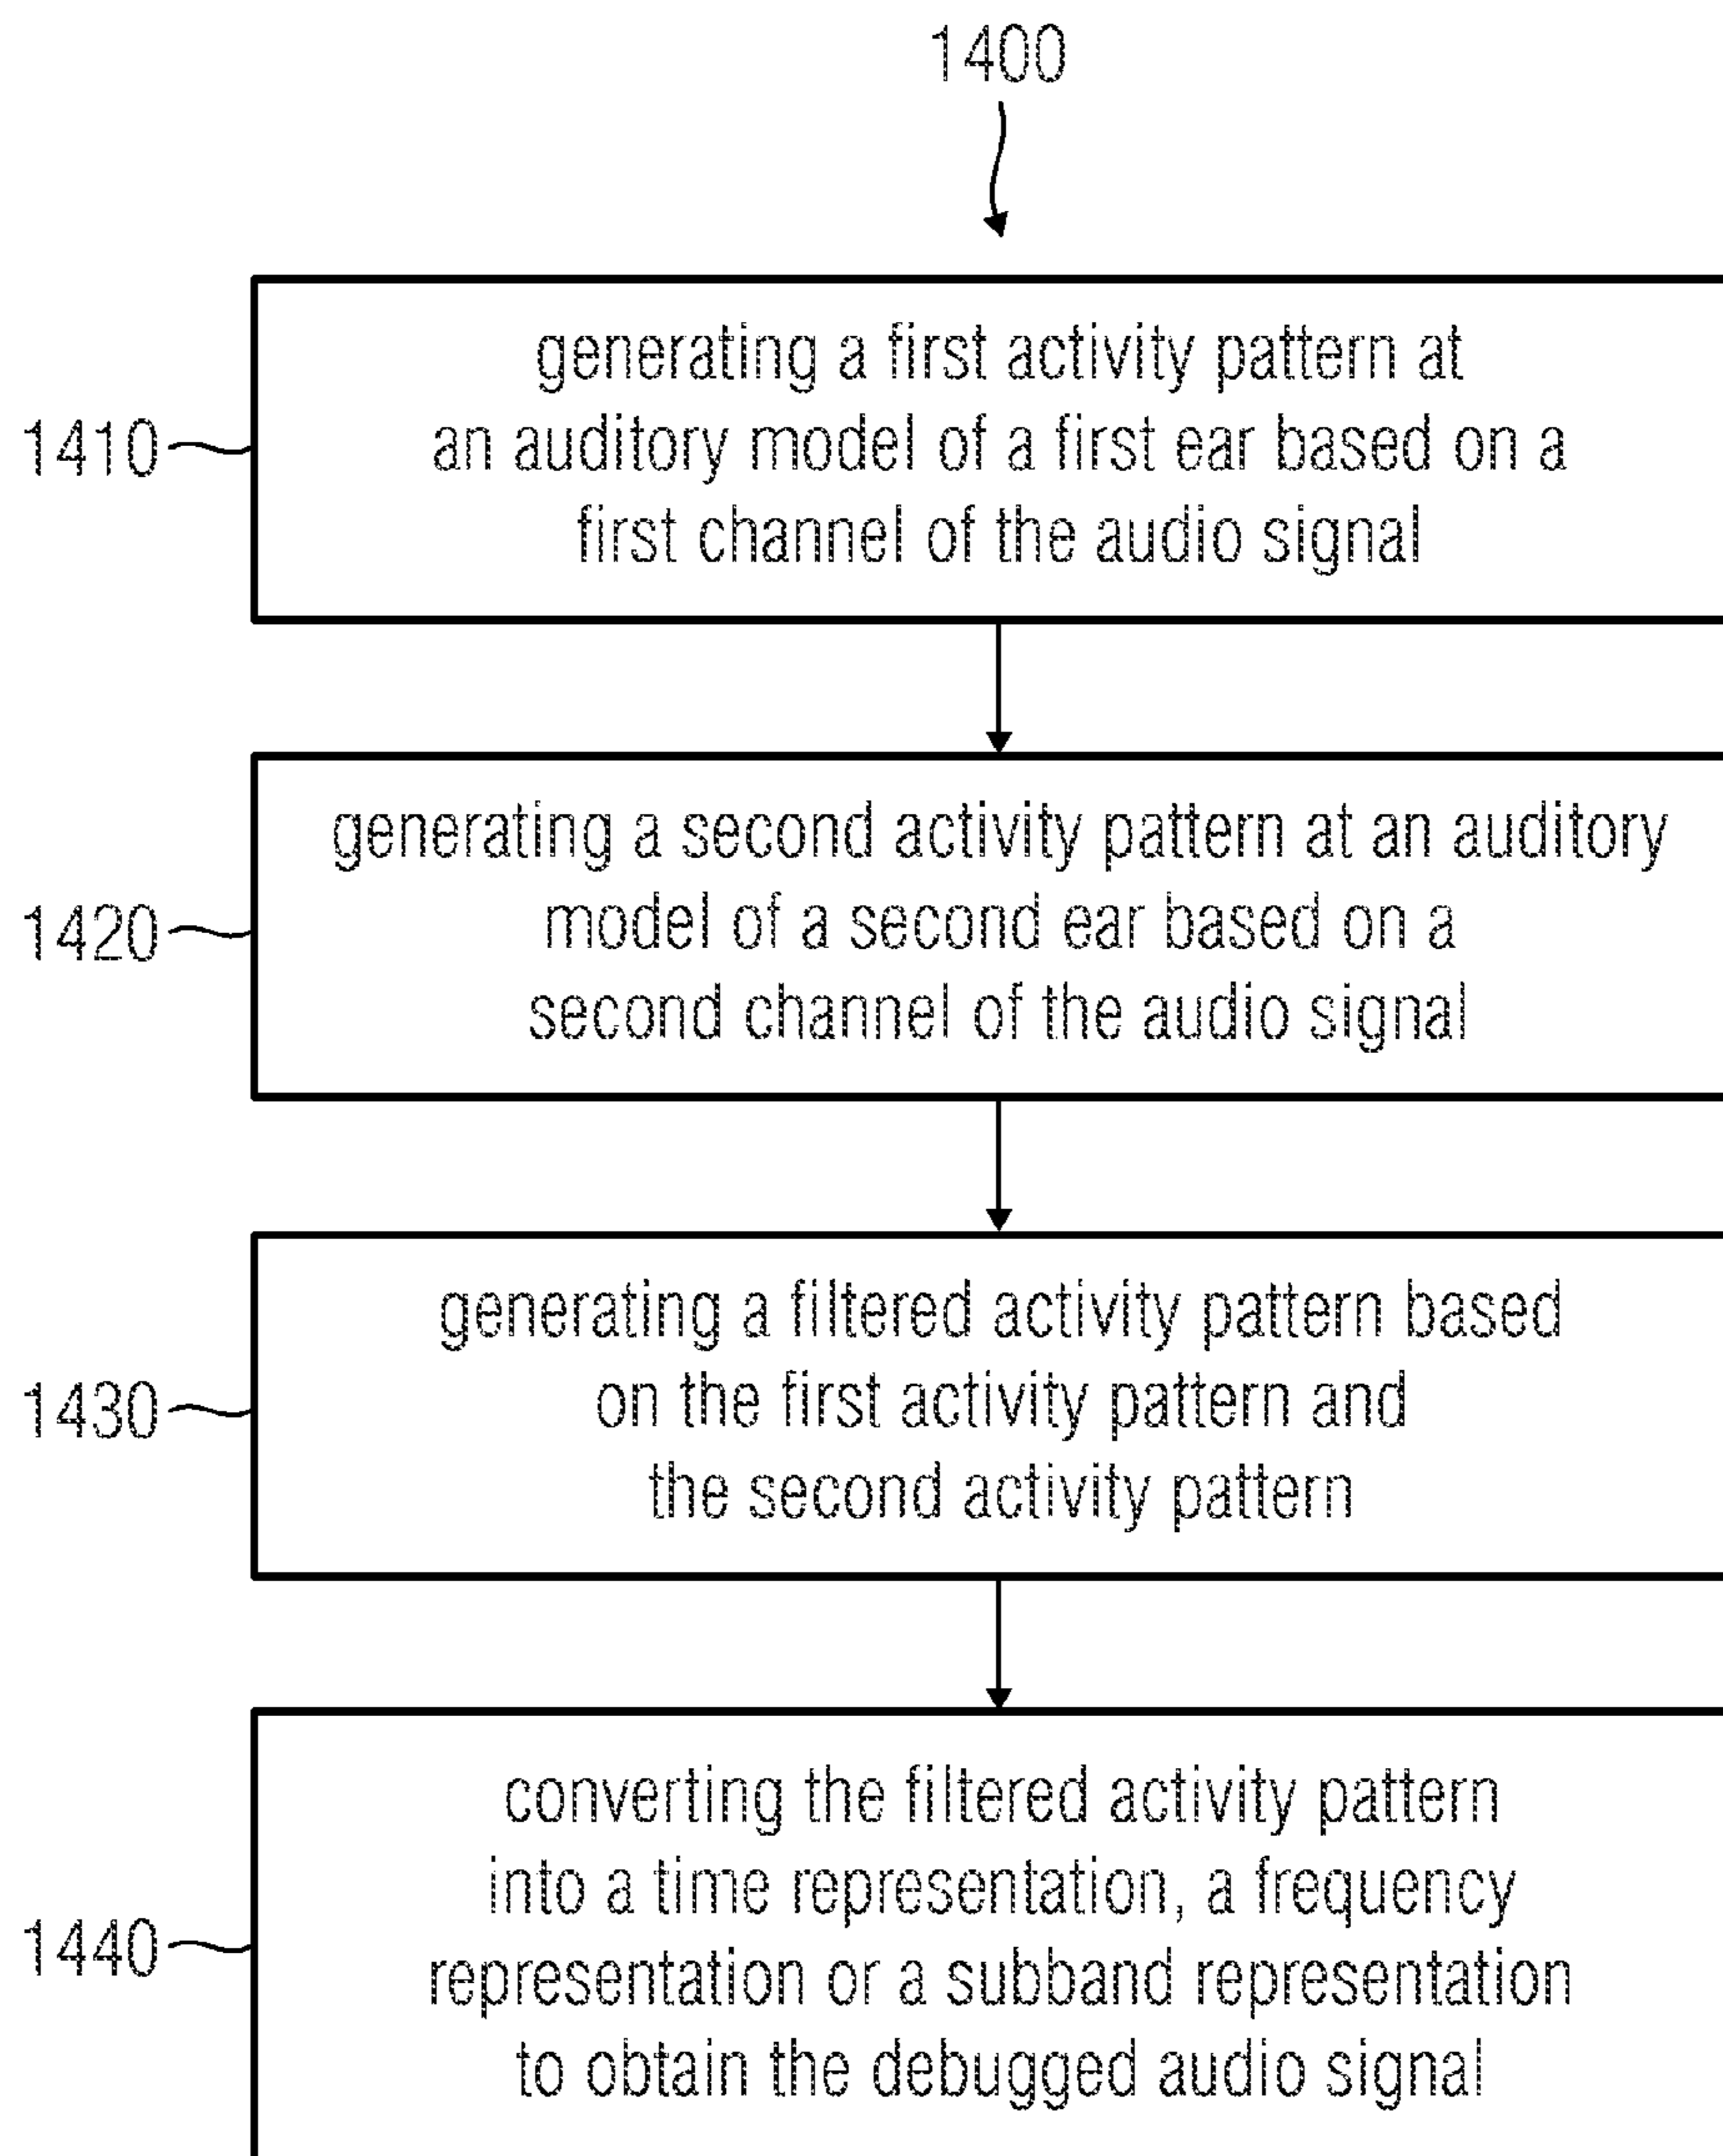 1400
1410
generating a first activity pattern at
an auditory model of a first ear based on a
first channel of the audio signal
1420
generating a second activity pattern at an auditory
model of a second ear based on a
second channel of the audio signal
1430
generating a filtered activity pattern based
on the first activity pattern and
the second activity pattern
1440
converting the filtered activity pattern
into a time representation, a frequency
representation or a subband representation
to obtain the debugged audio signal